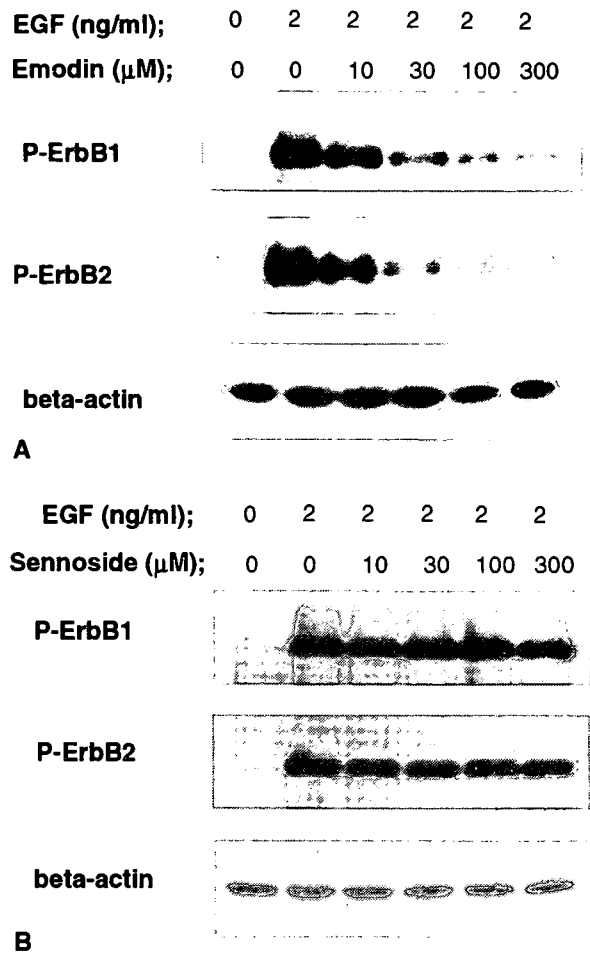 EGF (ng/ml); 0 2 2 2 2 2
Emodin (µM); 0 0 10 30 100 300
P-ErbB1
P-ErbB2
beta-actin
A
EGF (ng/ml); 0 2 2 2 2 2
Sennoside (µM); 0 0 10 30 100 300
P-ErbB1
P-ErbB2
beta-actin
B